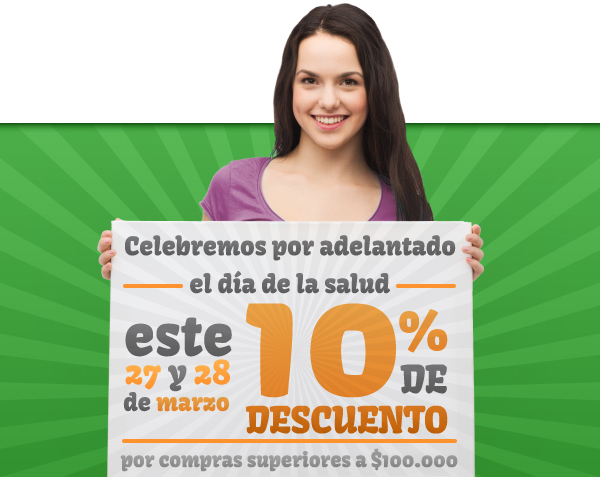 Celebremos por adelantado
el día de la salud
este
27 y 28
de marzo
10%
DE
DESCUENTO
por compras superiores a $100.000